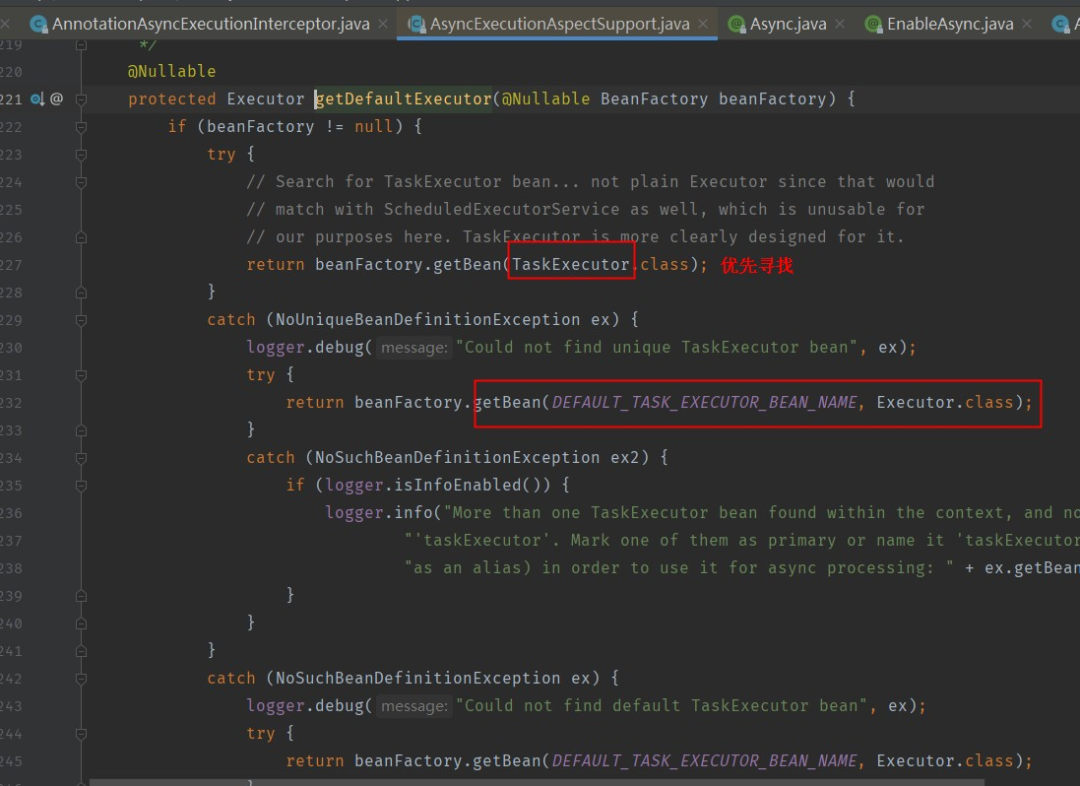 AnnotationAsyncExecutionInterceptor.java × AsyncExecutionAspectSupport.java × Async.java × EnableAsync.java ×
219 */
220 @Nullable
221 @ protected Executor getDefaultExecutor(@Nullable BeanFactory beanFactory) {
222 if (beanFactory != null) {
223 try {
224 // Search for TaskExecutor bean... not plain Executor since that would
225 // match with ScheduledExecutorService as well, which is unusable for
226 // our purposes here. TaskExecutor is more clearly designed for it.
227 return beanFactory.getBean(TaskExecutor.class); 优先寻找
228 }
229 catch (NoUniqueBeanDefinitionException ex) {
230 logger.debug( message: "Could not find unique TaskExecutor bean", ex);
231 try {
232 return beanFactory.getBean(DEFAULT_TASK_EXECUTOR_BEAN_NAME, Executor.class);
233 }
234 catch (NoSuchBeanDefinitionException ex2) {
235 if (logger.isInfoEnabled()) {
236 logger.info("More than one TaskExecutor bean found within the context, and no
237 "'taskExecutor'. Mark one of them as primary or name it 'taskExecutor
238 "as an alias) in order to use it for async processing: " + ex.getBean
239 }
240 }
241 }
242 catch (NoSuchBeanDefinitionException ex) {
243 logger.debug( message: "Could not find default TaskExecutor bean", ex);
244 try {
245 return beanFactory.getBean(DEFAULT_TASK_EXECUTOR_BEAN_NAME, Executor.class);